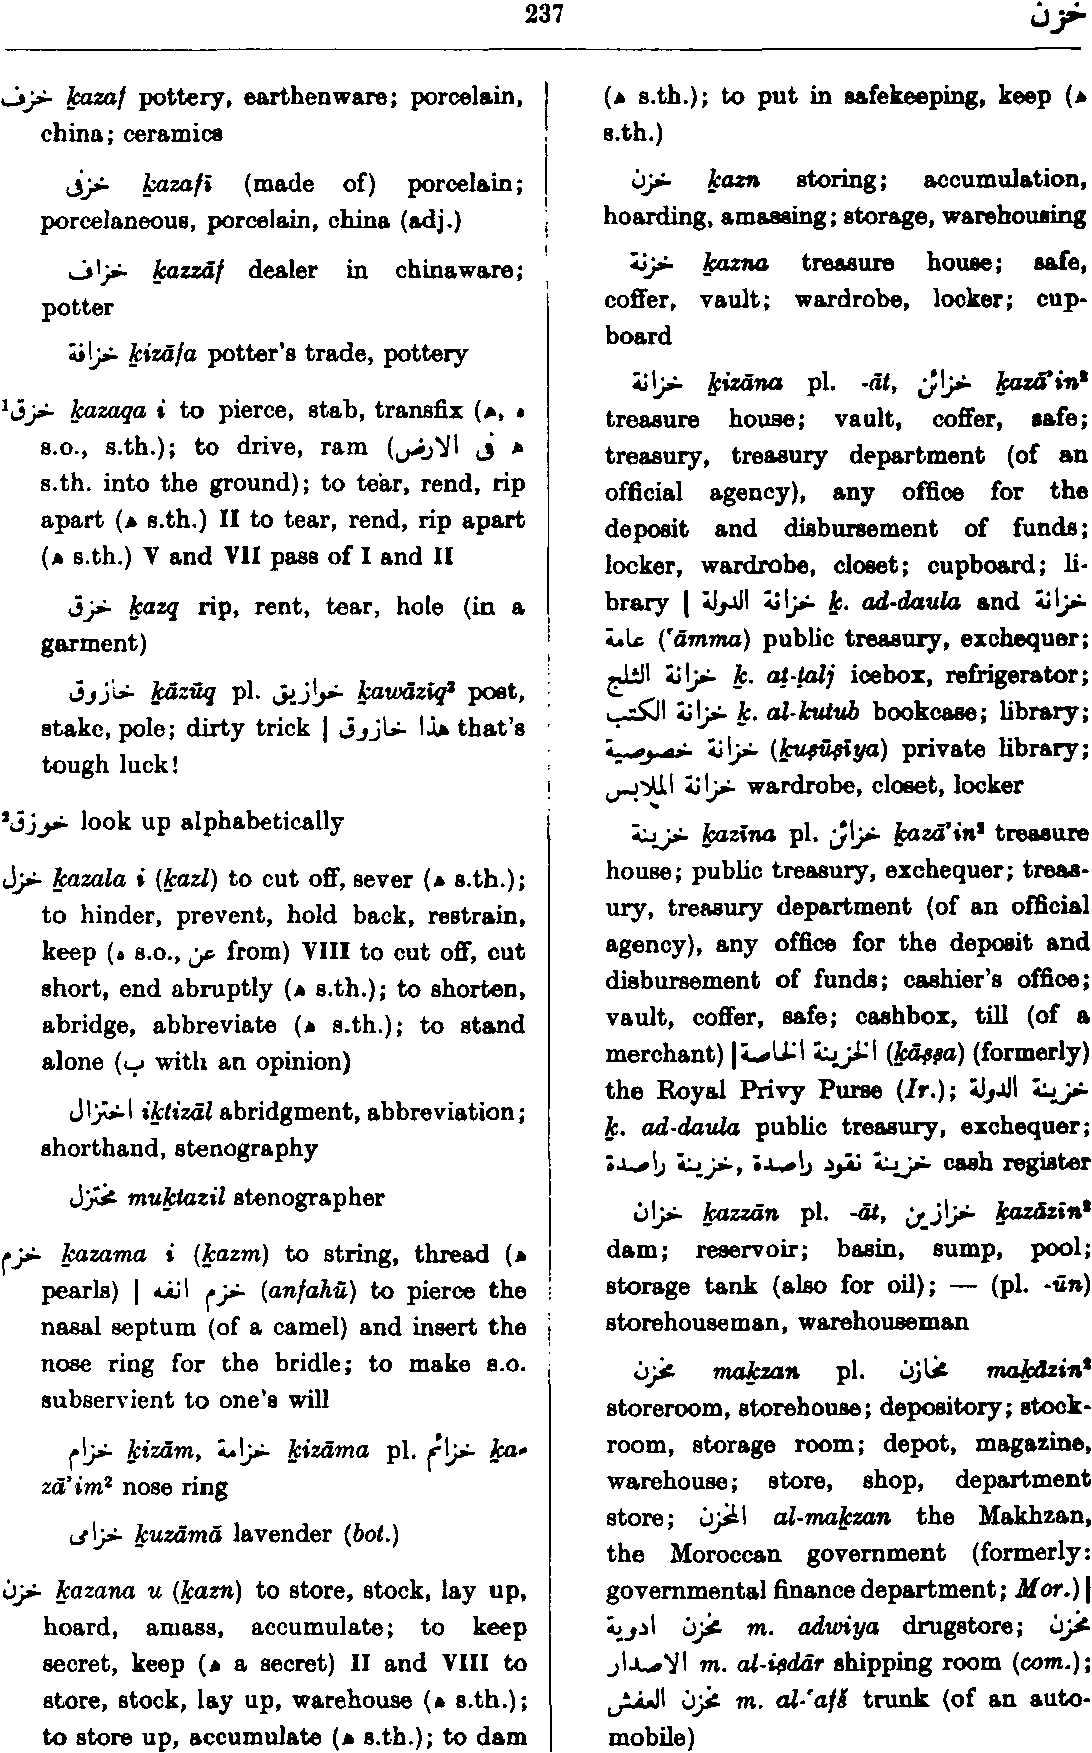 237
خزن
خزف ḵazaf pottery, earthenware; porcelain,
china; ceramics
خزفى ḵazafī (made of) porcelain;
porcelaneous, porcelain, china (adj.)
خزاف ḵazzāf dealer in chinaware;
potter
خزافة ḵizāfa potter's trade, pottery
¹خزق ḵazaqa i to pierce, stab, transfix (ه, ه
s.o., s.th.); to drive, ram (ه فى الارض
s.th. into the ground); to tear, rend, rip
apart (ه s.th.) II to tear, rend, rip apart
(ه s.th.) V and VII pass of I and II
خزق ḵazq rip, rent, tear, hole (in a
garment)
خازوق ḵāzūq pl. خوازيق ḵawāzīq² post,
stake, pole; dirty trick | هذا خازوق that's
tough luck!
²خوزق look up alphabetically
خزل ḵazala i (ḵazl) to cut off, sever (ه s.th.);
to hinder, prevent, hold back, restrain,
keep (ه s.o., عن from) VIII to cut off, cut
short, end abruptly (ه s.th.); to shorten,
abridge, abbreviate (ه s.th.); to stand
alone (ب with an opinion)
اختزال iḵtizāl abridgment, abbreviation;
shorthand, stenography
مختزل muḵtazil stenographer
خزم ḵazama i (ḵazm) to string, thread (ه
pearls) | خزم انفه (anfahū) to pierce the
nasal septum (of a camel) and insert the
nose ring for the bridle; to make s.o.
subservient to one's will
خزام ḵizām, خزامة ḵizāma pl. خزائم ḵa-
zā'im² nose ring
خزامى ḵuzāmā lavender (bot.)
خزن ḵazana u (ḵazn) to store, stock, lay up,
hoard, amass, accumulate; to keep
secret, keep (ه a secret) II and VIII to
store, stock, lay up, warehouse (ه s.th.);
to store up, accumulate (ه s.th.); to dam
(ه s.th.); to put in safekeeping, keep (ه
s.th.)
خزن ḵazn storing; accumulation,
hoarding, amassing; storage, warehousing
خزنة ḵazna treasure house; safe,
coffer, vault; wardrobe, locker; cup-
board
خزانة ḵizāna pl. -āt, خزائن ḵazā'in²
treasure house; vault, coffer, safe;
treasury, treasury department (of an
official agency), any office for the
deposit and disbursement of funds;
locker, wardrobe, closet; cupboard; li-
brary | خزانة الدولة ḵ. ad-daula and خزانة
عامة (ʿāmma) public treasury, exchequer;
خزانة الثلج ḵ. aṯ-ṯalj icebox, refrigerator;
خزانة الكتب ḵ. al-kutub bookcase; library;
خزانة خصوصية (ḵuṣūṣīya) private library;
خزانة الملابس wardrobe, closet, locker
خزينة ḵazīna pl. خزائن ḵazā'in² treasure
house; public treasury, exchequer; treas-
ury, treasury department (of an official
agency), any office for the deposit and
disbursement of funds; cashier's office;
vault, coffer, safe; cashbox, till (of a
merchant) | الخزينة الخاصة (ḵāṣṣa) (formerly)
the Royal Privy Purse (Ir.); خزينة الدولة
ḵ. ad-daula public treasury, exchequer;
خزينة نقود راصدة ,خزينة راصدة cash register
خزان ḵazzān pl. -āt, خزازين ḵazāzīn²
dam; reservoir; basin, sump, pool;
storage tank (also for oil); — (pl. -ūn)
storehouseman, warehouseman
مخزن maḵzan pl. مخازن maḵāzin²
storeroom, storehouse; depository; stock-
room, storage room; depot, magazine,
warehouse; store, shop, department
store; المخزن al-maḵzan the Makhzan,
the Moroccan government (formerly:
governmental finance department; Mor.) |
مخزن ادوية m. adwiya drugstore; مخزن
الاصدار m. al-iṣdār shipping room (com.);
مخزن العفش m. al-ʿafš trunk (of an auto-
mobile)